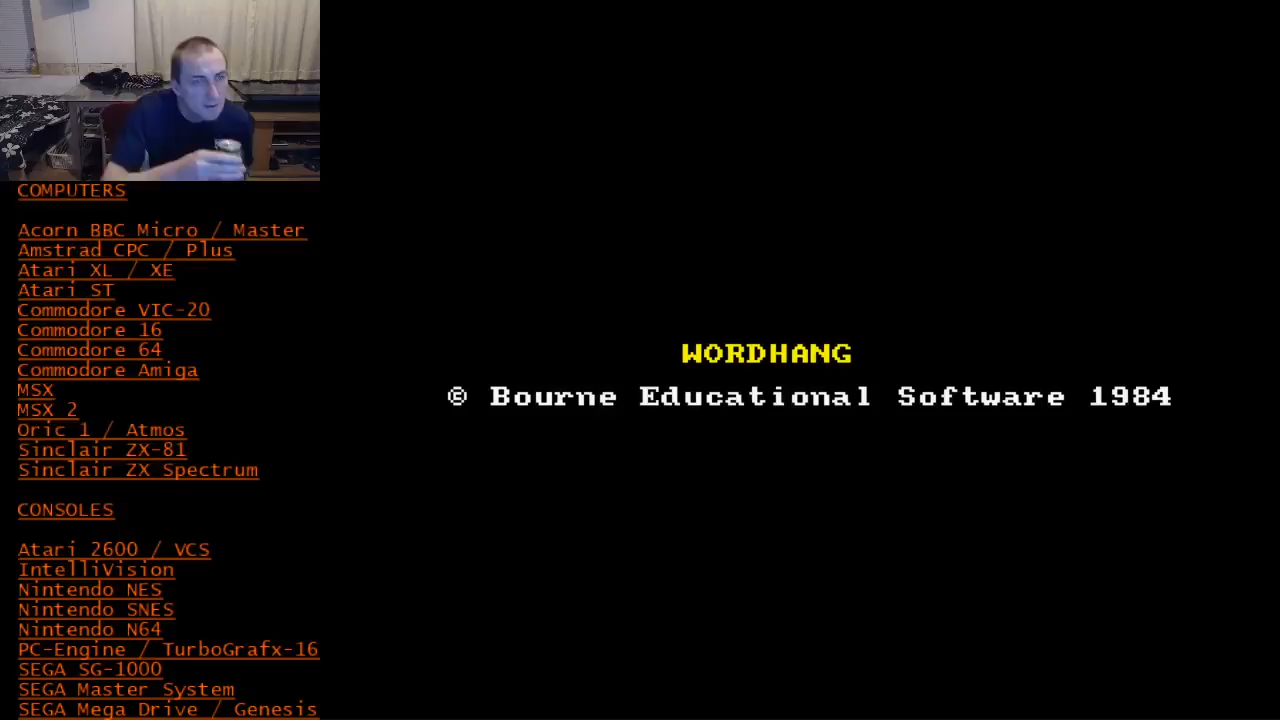 COMPUTERS
Acorn BBC Micro / Master
Amstrad CPC / Plus
Atari XL / XE
Atari ST
Commodore VIC-20
Commodore 16
Commodore 64
Commodore Amiga
MSX
MSX 2
Oric 1 / Atmos
Sinclair ZX-81
Sinclair ZX Spectrum
CONSOLES
Atari 2600 / VCS
IntelliVision
Nintendo NES
Nintendo SNES
Nintendo N64
PC-Engine / TurboGrafx-16
SEGA SG-1000
SEGA Master System
SEGA Mega Drive / Genesis
WORDHANG
© Bourne Educational Software 1984